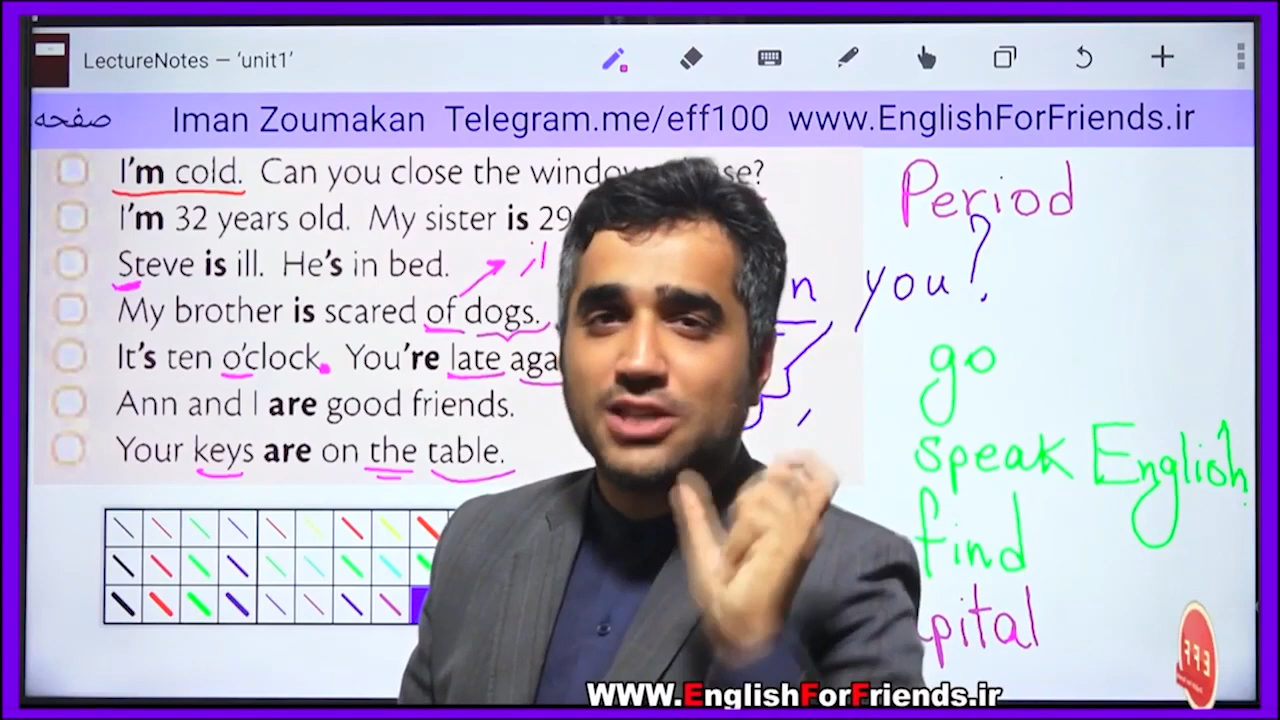 LectureNotes — 'unit1'
صفحه Iman Zoumakan Telegram.me/eff100 www.EnglishForFriends.ir
I'm cold. Can you close the window
I'm 32 years old. My sister is 29
Steve is ill. He's in bed.
My brother is scared of dogs.
It's ten o'clock. You're late
Ann and I are good friends.
Your keys are on the table.
Period
you?
go
speak English
find
EFF
WWW.EnglishForFriends.ir